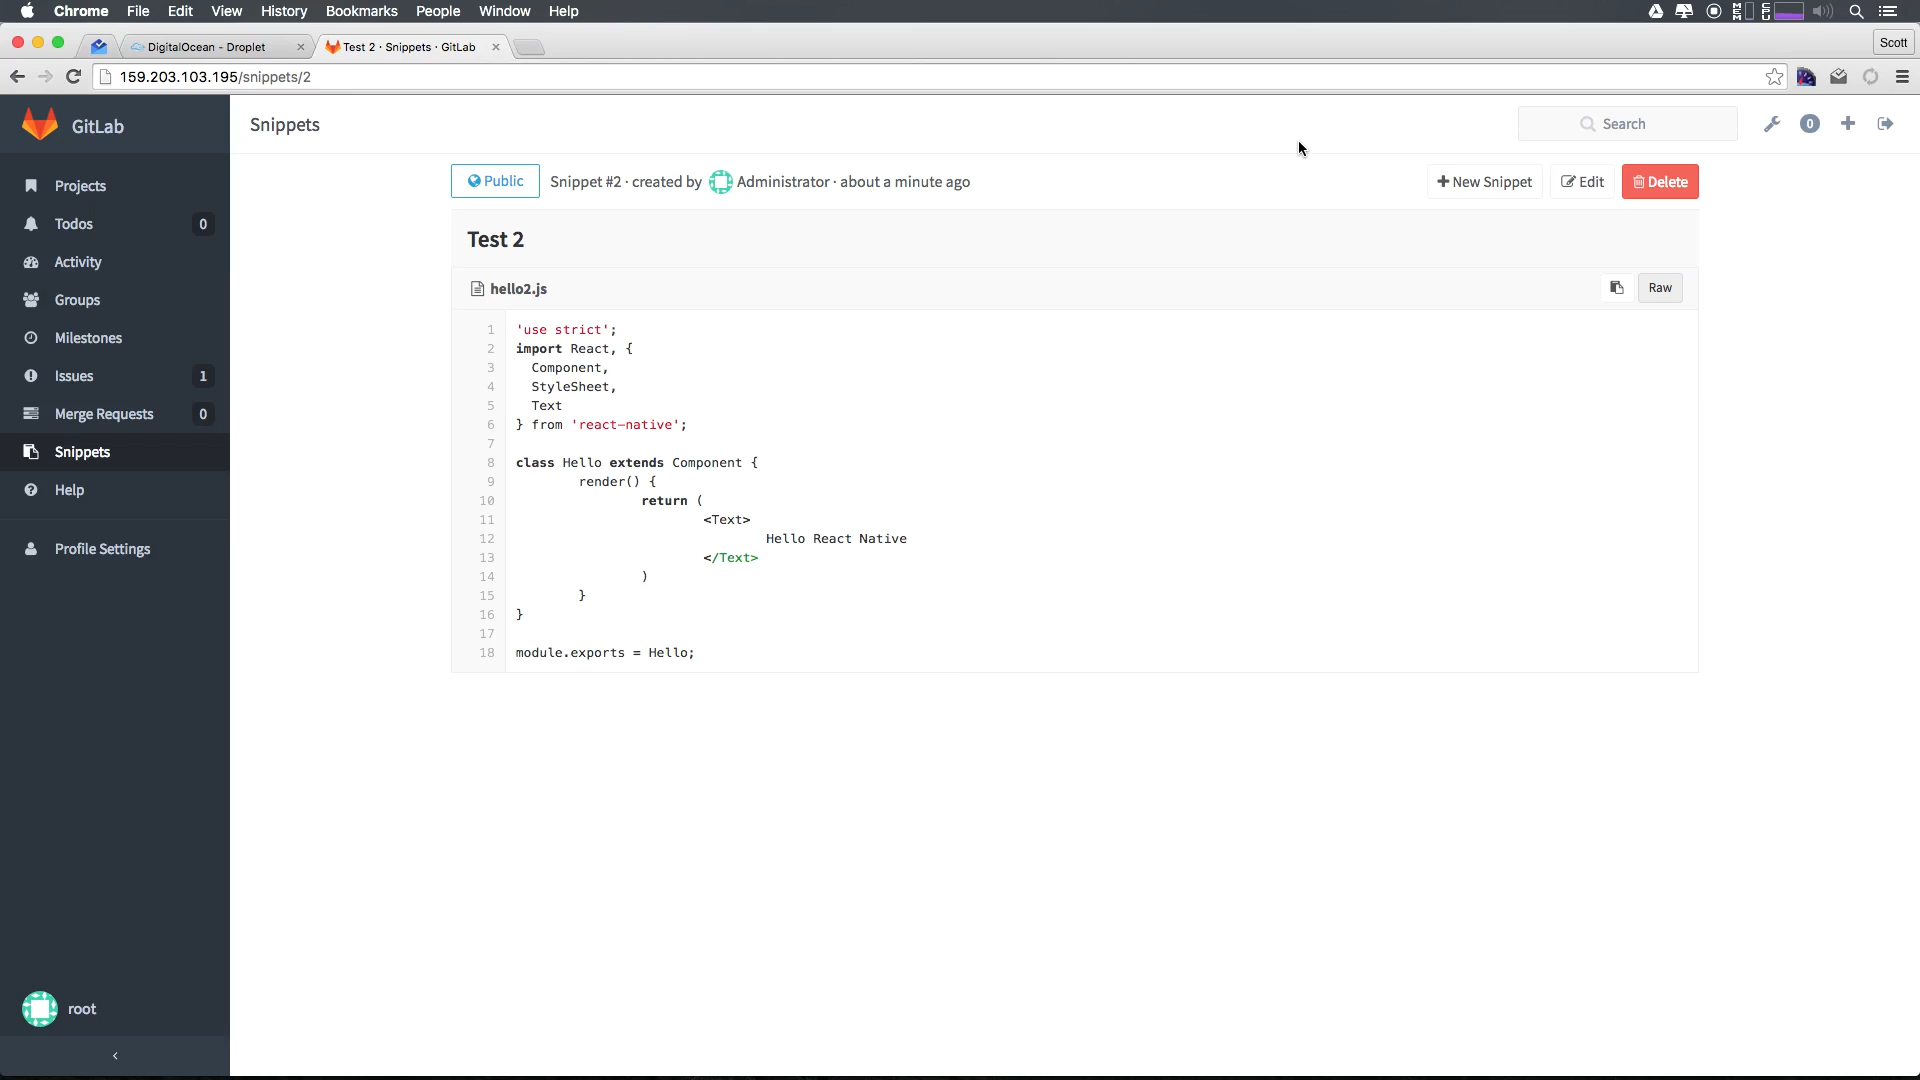 Chrome File Edit View History Bookmarks People Window Help
DigitalOcean - Droplet
Test 2 · Snippets · GitLab
Scott
159.203.103.195/snippets/2
GitLab
Snippets
Search
0
Projects
Todos 0
Activity
Groups
Milestones
Issues 1
Merge Requests 0
Snippets
Help
Profile Settings
root
Public
Snippet #2 · created by Administrator · about a minute ago
New Snippet
Edit
Delete
Test 2
hello2.js
Raw
1 'use strict';
2 import React, {
3 Component,
4 StyleSheet,
5 Text
6 } from 'react-native';
7
8 class Hello extends Component {
9 render() {
10 return (
11 <Text>
12 Hello React Native
13 </Text>
14 )
15 }
16 }
17
18 module.exports = Hello;